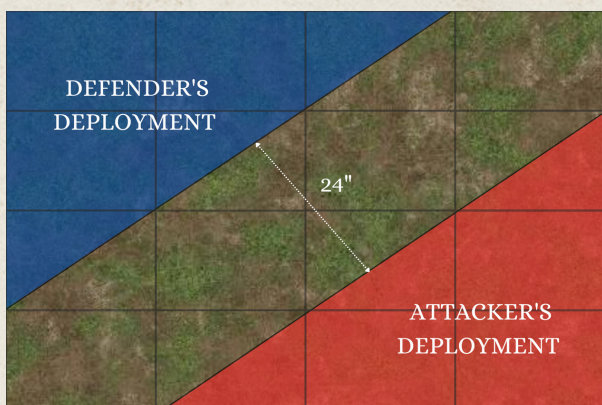 DEFENDER'S
DEPLOYMENT
24"
ATTACKER'S
DEPLOYMENT